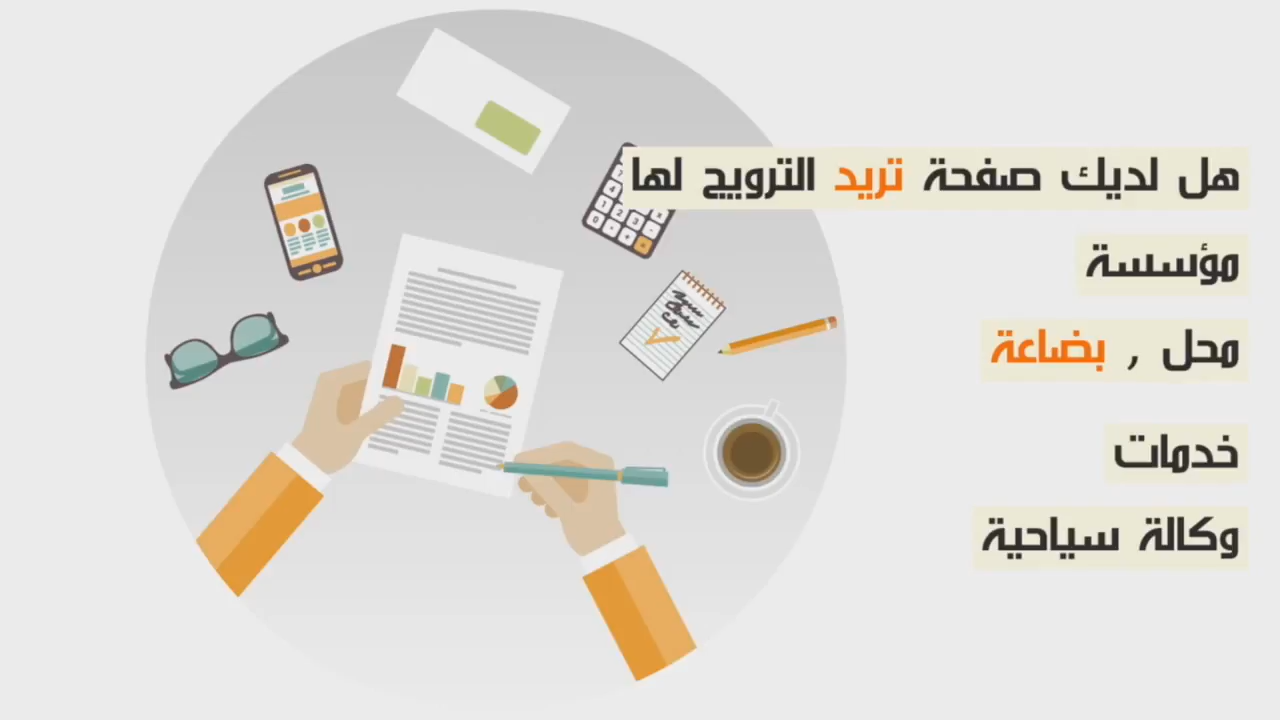 هل لديك صفحة تريد الترويج لها
مؤسسة
محل , بضاعة
خدمات
وكالة سياحية